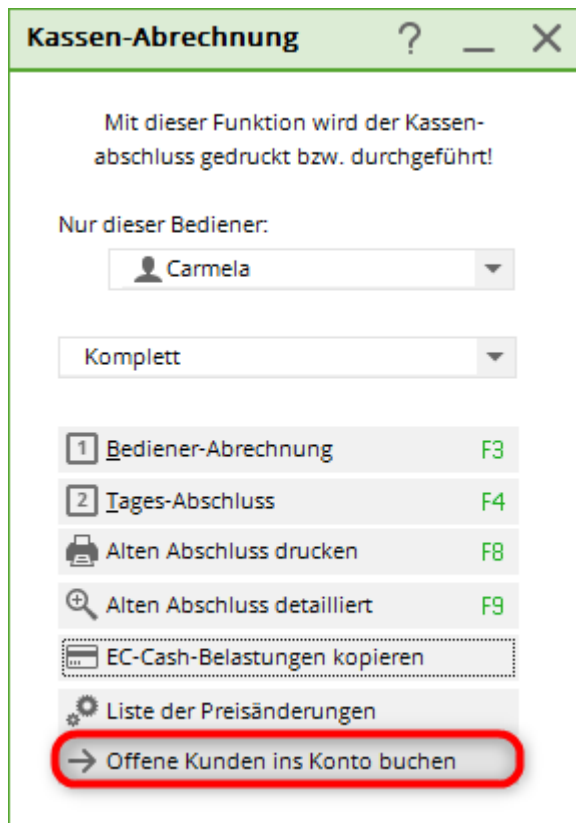 Kassen-Abrechnung ?
Mit dieser Funktion wird der Kassen-
abschluss gedruckt bzw. durchgeführt!
Nur dieser Bediener:
Carmela
Komplett
1 Bediener-Abrechnung F3
2 Tages-Abschluss F4
Alten Abschluss drucken F8
Alten Abschluss detailliert F9
EC-Cash-Belastungen kopieren
Liste der Preisänderungen
Offene Kunden ins Konto buchen